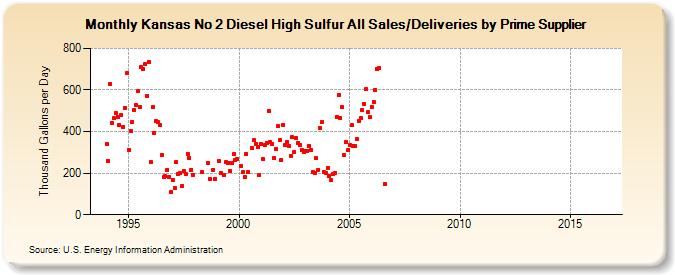 Monthly Kansas No 2 Diesel High Sulfur All Sales/Deliveries by Prime Supplier
Thousand Gallons per Day
800
600
400
200
0
1995 2000 2005 2010 2015
Source: U.S. Energy Information Administration